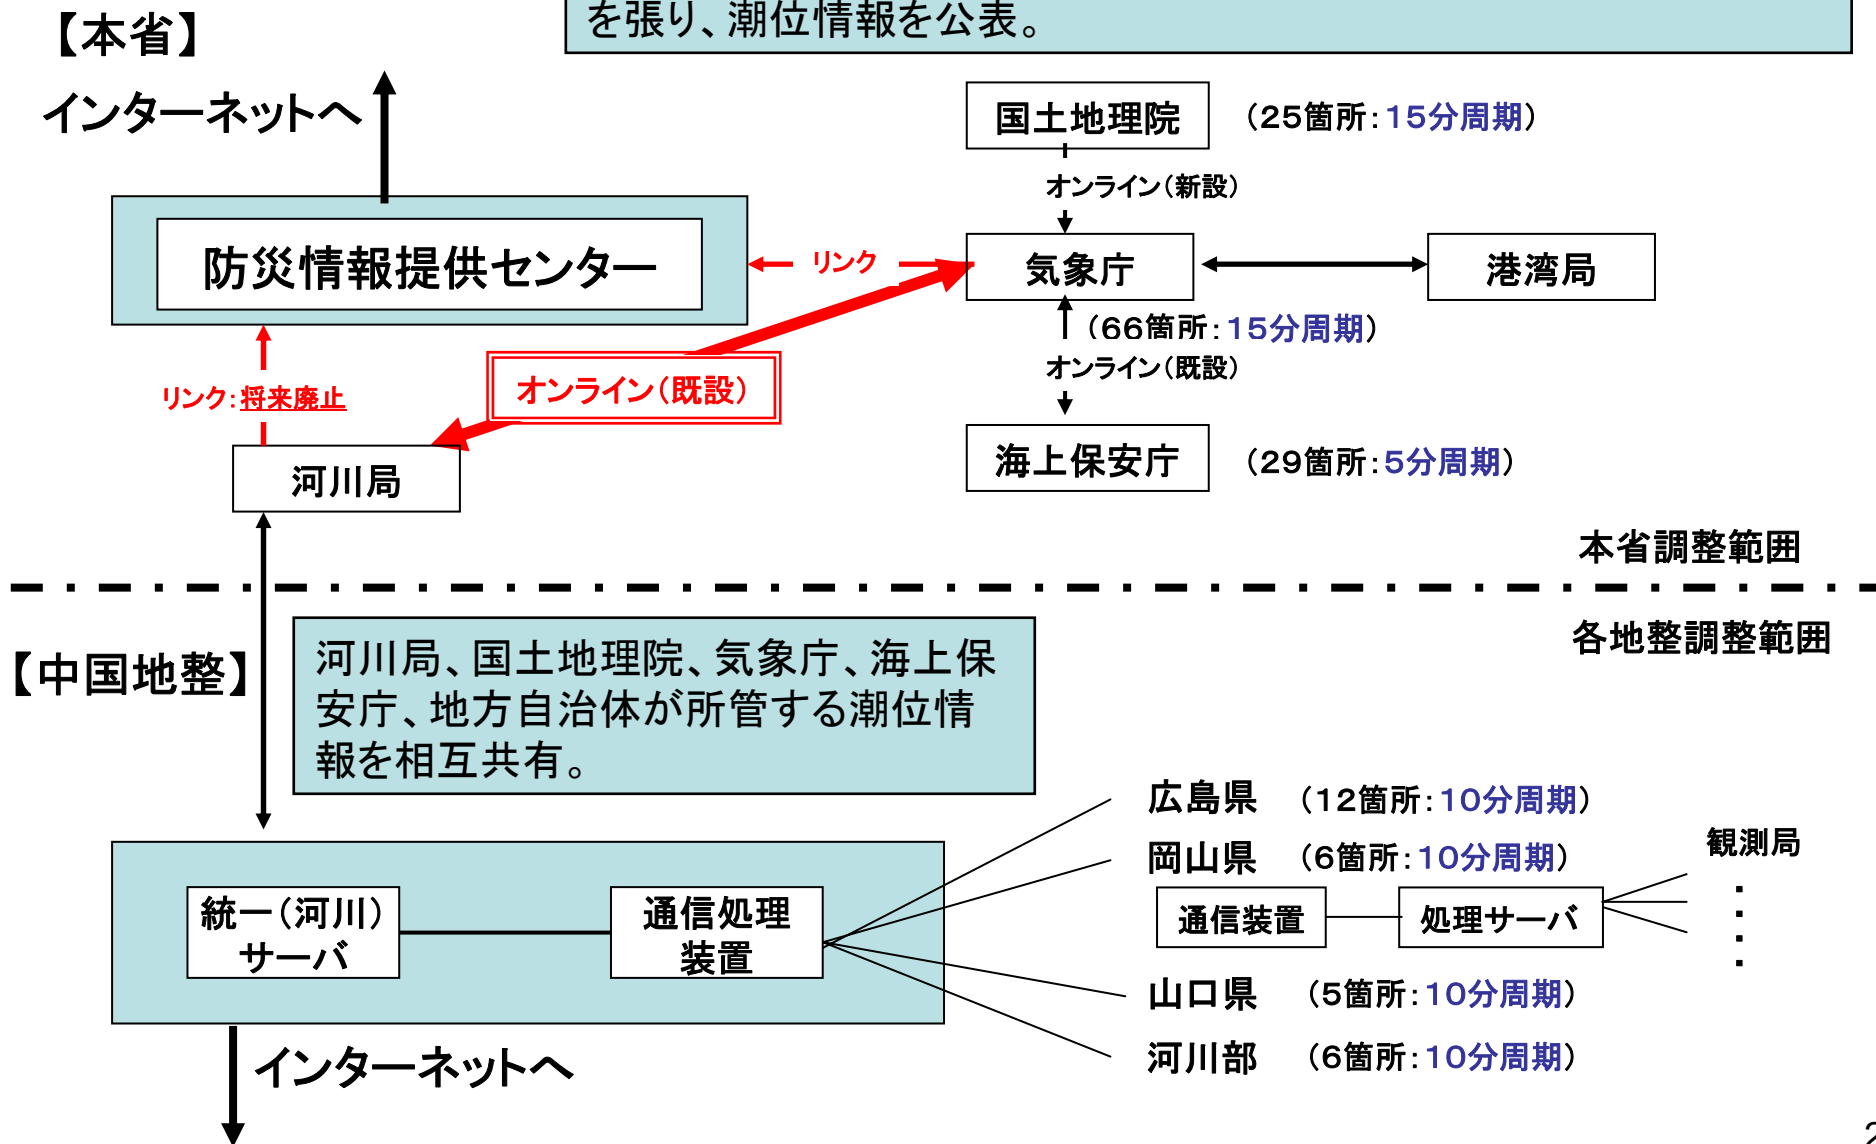 を張り、潮位情報を公表。
【本省】
インターネットへ
国土地理院
(25箇所:15分周期)
オンライン(新設)
防災情報提供センター
リンク
気象庁
港湾局
(66箇所:15分周期)
オンライン(既設)
オンライン(既設)
リンク:将来廃止
河川局
海上保安庁
(29箇所:5分周期)
本省調整範囲
各地整調整範囲
【中国地整】
河川局、国土地理院、気象庁、海上保
安庁、地方自治体が所管する潮位情
報を相互共有。
広島県
(12箇所:10分周期)
岡山県
(6箇所:10分周期)
観測局
統一(河川)
サーバ
通信処理
装置
通信装置
処理サーバ
・
・
・
・
山口県
(5箇所:10分周期)
河川部
(6箇所:10分周期)
インターネットへ